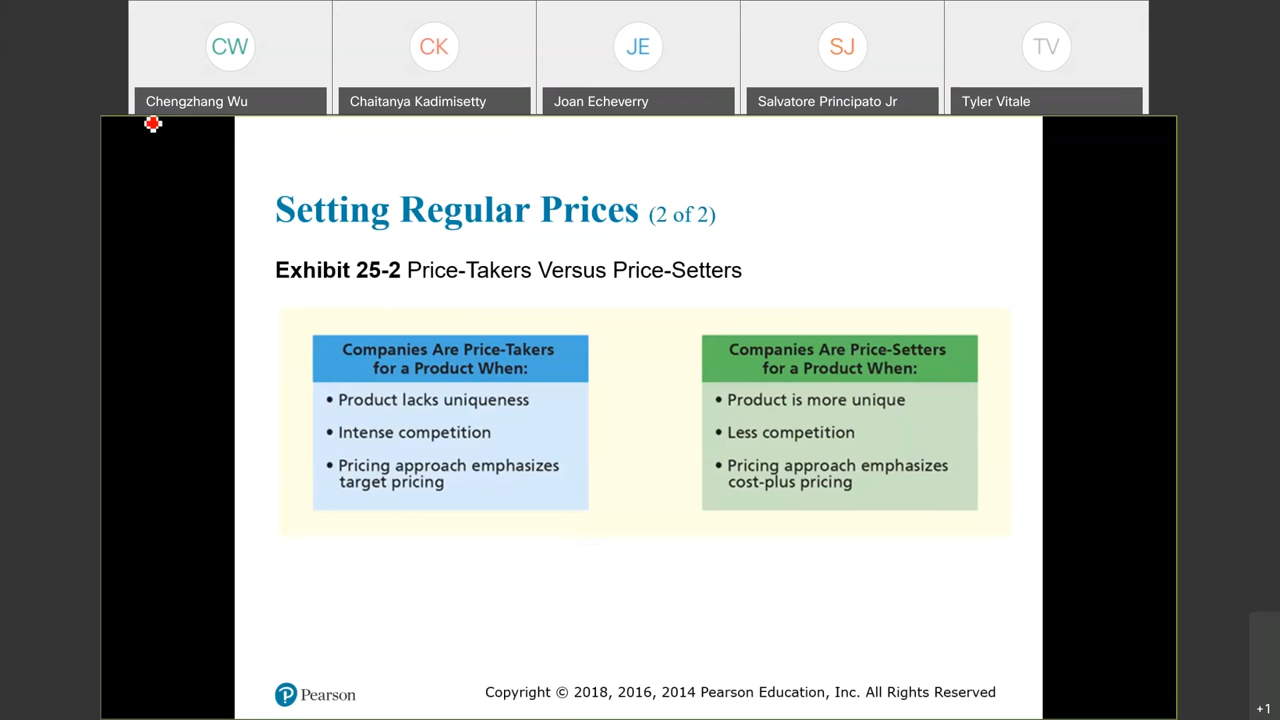 CW
CK
JE
SJ
TV
Chengzhang Wu
Chaitanya Kadimisetty
Joan Echeverry
Salvatore Principato Jr
Tyler Vitale
Setting Regular Prices (2 of 2)
Exhibit 25-2 Price-Takers Versus Price-Setters
Companies Are Price-Takers
for a Product When:
• Product lacks uniqueness
• Intense competition
• Pricing approach emphasizes
target pricing
Companies Are Price-Setters
for a Product When:
• Product is more unique
• Less competition
• Pricing approach emphasizes
cost-plus pricing
P Pearson
Copyright © 2018, 2016, 2014 Pearson Education, Inc. All Rights Reserved
+1